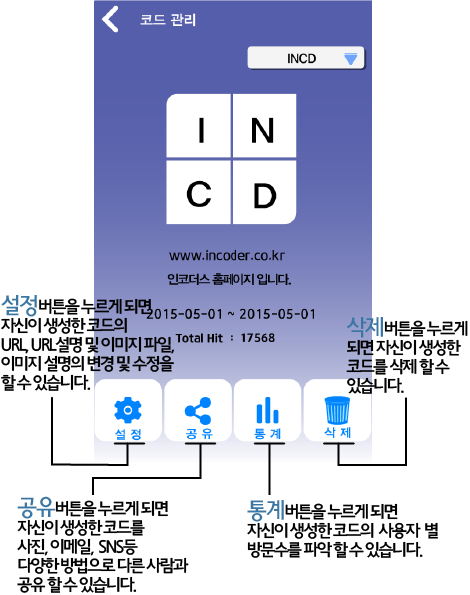 코드 관리
INCD
I N
C D
www.incoder.co.kr
인코더스 홈페이지 입니다.
2015-05-01 ~ 2015-05-01
Total Hit : 17568
설정버튼을 누르게 되면
자신이 생성한 코드의
URL, URL설명 및 이미지 파일,
이미지 설명의 변경 및 수정을
할 수 있습니다.
삭제버튼을 누르게
되면 자신이 생성한
코드를 삭제 할 수
있습니다.
설 정
공 유
통 계
삭 제
공유버튼을 누르게 되면
자신이 생성한 코드를
사진, 이메일, SNS등
다양한 방법으로 다른 사람과
공유 할 수 있습니다.
통계버튼을 누르게 되면
자신이 생성한 코드의 사용자 별
방문수를 파악 할 수 있습니다.